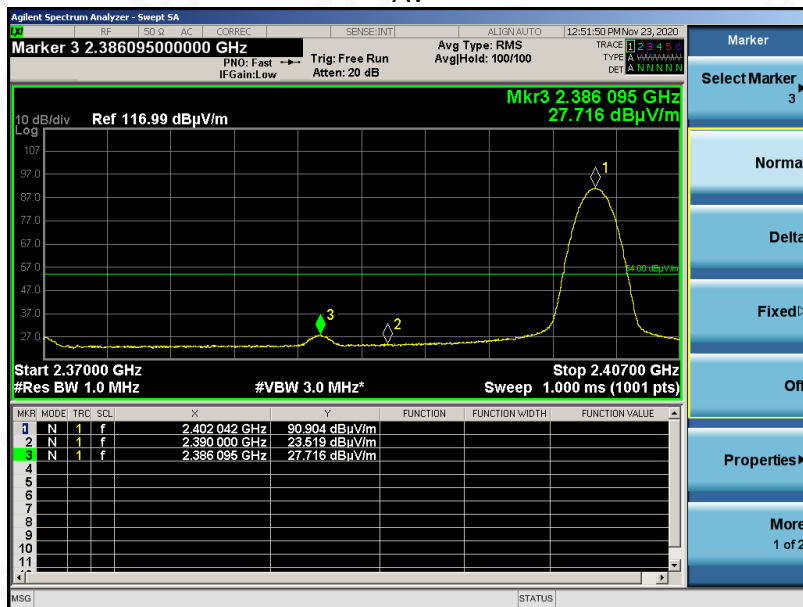 Agilent Spectrum Analyzer - Swept SA
LXI RF 50 Ω AC CORREC SENSE:INT ALIGN AUTO 12:51:50 PM Nov 23, 2020
Marker 3 2.386095000000 GHz
PNO: Fast
IFGain:Low
Trig: Free Run
Atten: 20 dB
Avg Type: RMS
Avg|Hold: 100/100
TRACE 1 2 3 4 5 6
TYPE A WWWWW
DET A N N N N N
Mkr3 2.386 095 GHz
27.716 dBµV/m
10 dB/div Ref 116.99 dBµV/m
Log
107
97.0
87.0
77.0
67.0
57.0
47.0
37.0
27.0
1
2
3
54.00 dBµV/m
Start 2.37000 GHz Stop 2.40700 GHz
#Res BW 1.0 MHz #VBW 3.0 MHz* Sweep 1.000 ms (1001 pts)
MKR MODE TRC SCL X Y FUNCTION FUNCTION WIDTH FUNCTION VALUE
1 N 1 f 2.402 042 GHz 90.904 dBµV/m
2 N 1 f 2.390 000 GHz 23.519 dBµV/m
3 N 1 f 2.386 095 GHz 27.716 dBµV/m
4
5
6
7
8
9
10
11
MSG STATUS
Marker
Select Marker
3
Norma
Delta
Fixed
Off
Properties
More
1 of 2